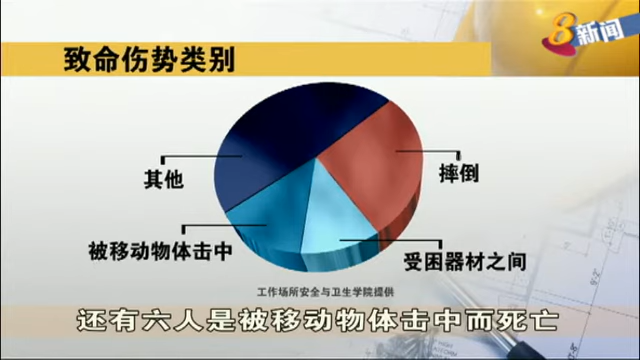 8新闻
致命伤势类别
其他
摔倒
被移动物体击中
受困器材之间
工作场所安全与卫生学院提供
还有六人是被移动物体击中而死亡